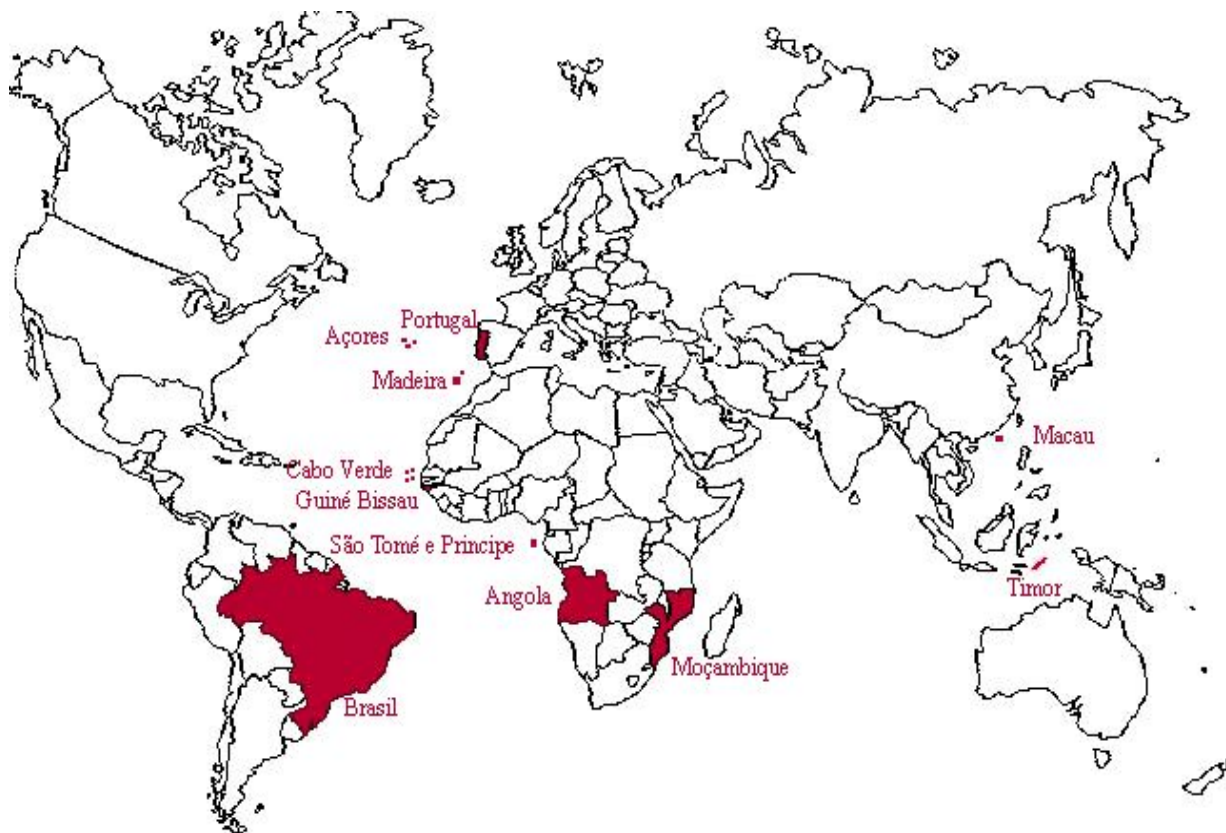 Portugal
Açores
Madeira
Macau
Cabo Verde
Guiné Bissau
São Tomé e Principe
Timor
Angola
Moçambique
Brasil